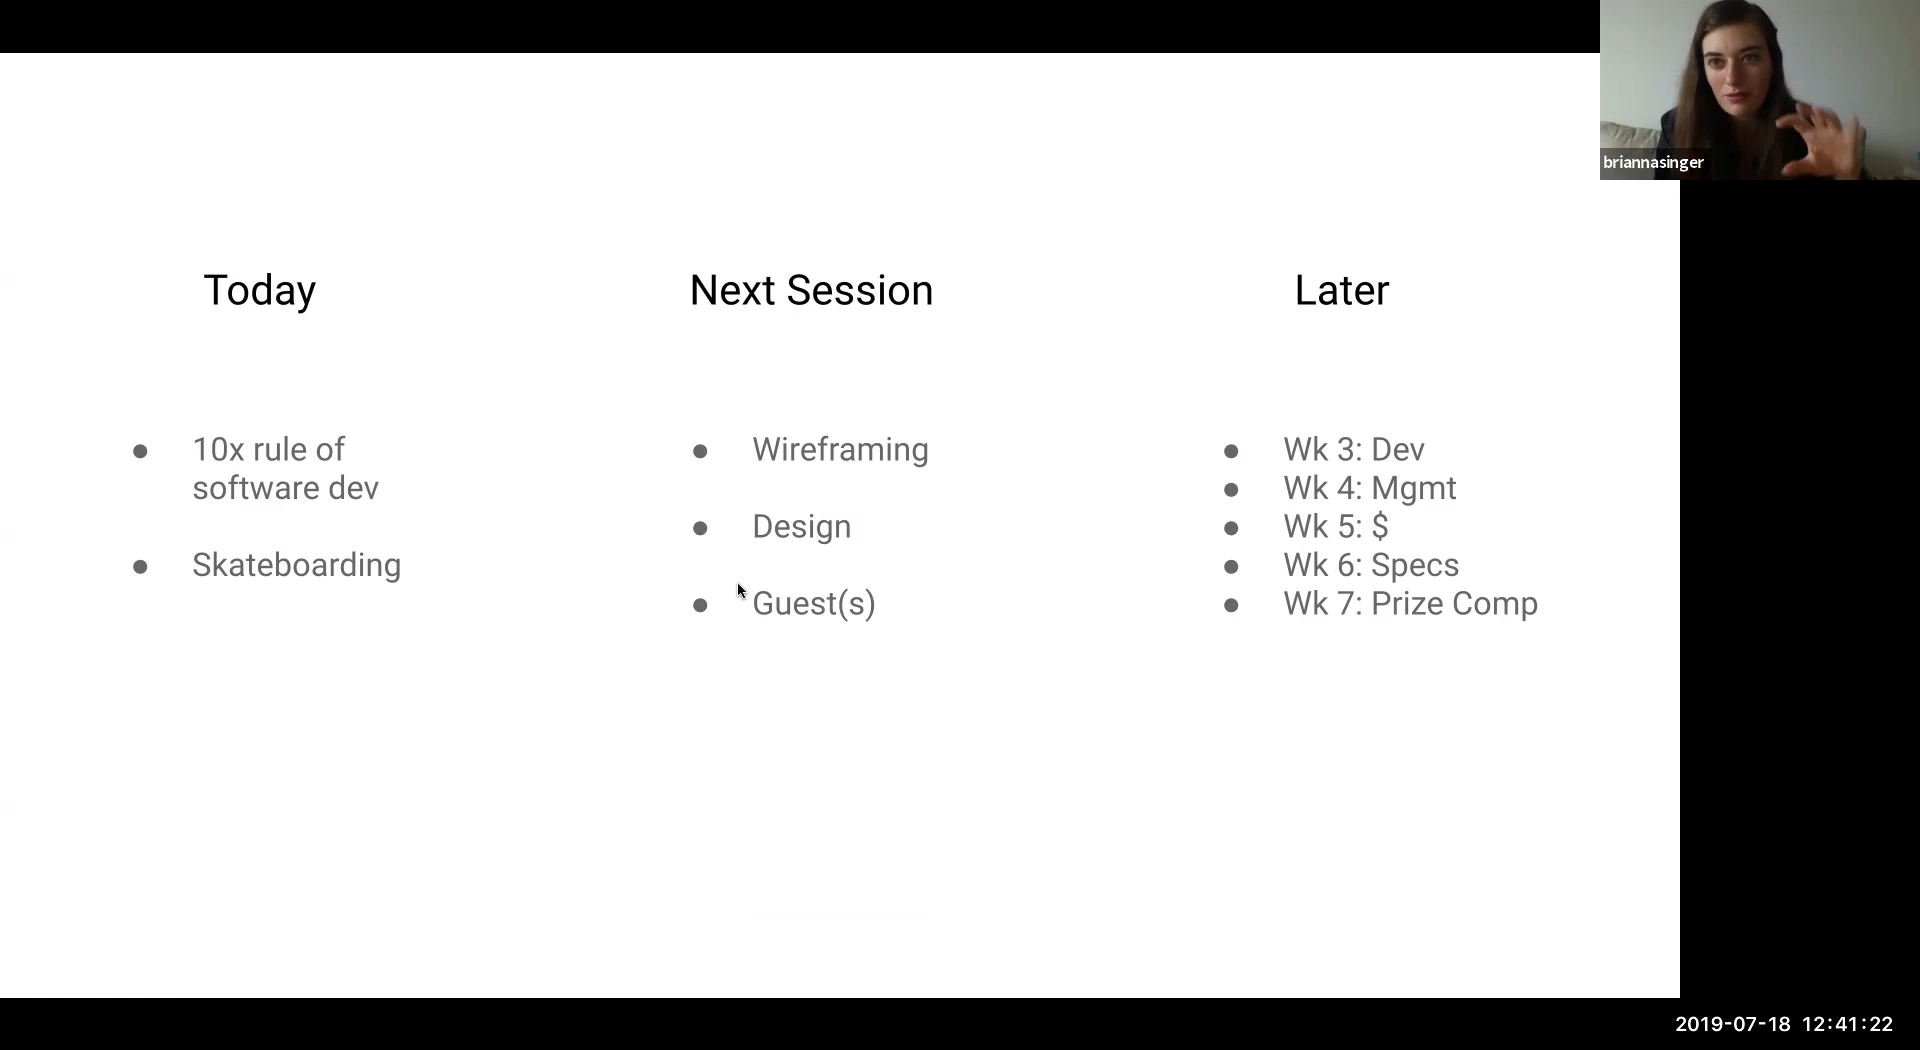 briannasinger
Today
10x rule of
software dev
Skateboarding
Next Session
Wireframing
Design
Guest(s)
Later
Wk 3: Dev
Wk 4: Mgmt
Wk 5: $
Wk 6: Specs
Wk 7: Prize Comp
2019-07-18 12:41:22